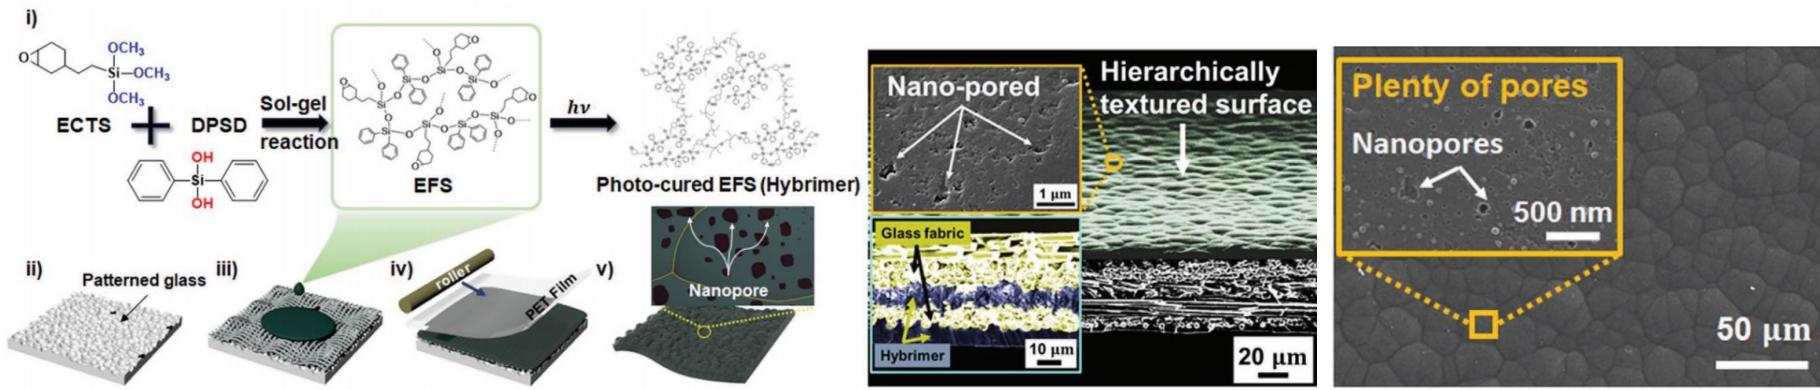 i)
OCH3
OCH3
OCH3
Si
O
ECTS
DPSD
OH
Si
OH
Sol-gel
reaction
EFS
hν
Photo-cured EFS (Hybrimer)
ii)
Patterned glass
iii)
iv)
roller
PET Film
v)
Nanopore
Nano-pored
1 μm
Hierarchically
textured surface
Glass fabric
Hybrimer
10 μm
20 μm
Plenty of pores
Nanopores
500 nm
50 μm